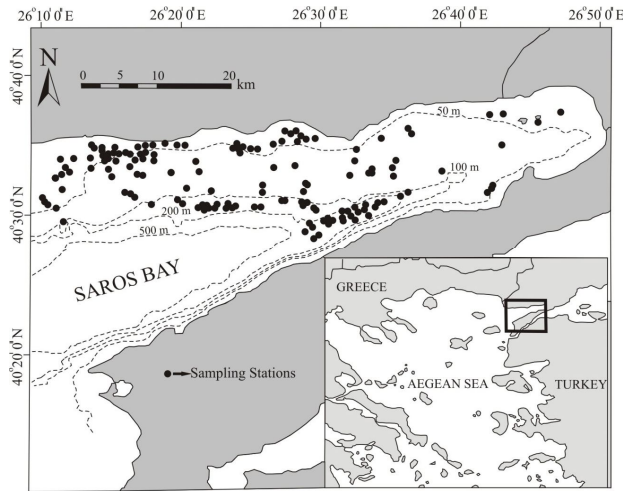 26°10'0"E 26°20'0"E 26°30'0"E 26°40'0"E 26°50'0"E
N
0 5 10 20
km
40°40'0"N
50 m
100 m
40°30'0"N
200 m
500 m
SAROS BAY
GREECE
40°20'0"N
Sampling Stations
AEGEAN SEA
TURKEY